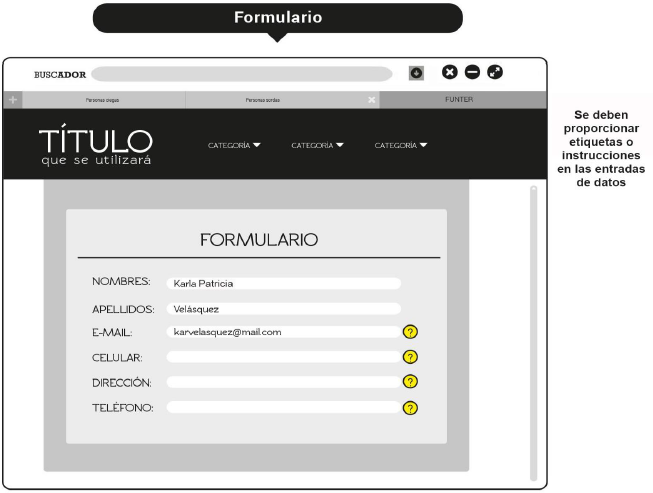 Formulario
BUSCADOR
Personas ciegas
Personas sordas
FUNTER
TÍTULO
que se utilizará
CATEGORÍA
CATEGORÍA
CATEGORÍA
Se deben
proporcionar
etiquetas o
instrucciones
en las entradas
de datos
FORMULARIO
NOMBRES: Karla Patricia
APELLIDOS: Velásquez
E-MAIL: karvelasquez@mail.com ?
CELULAR: ?
DIRECCIÓN: ?
TELÉFONO: ?